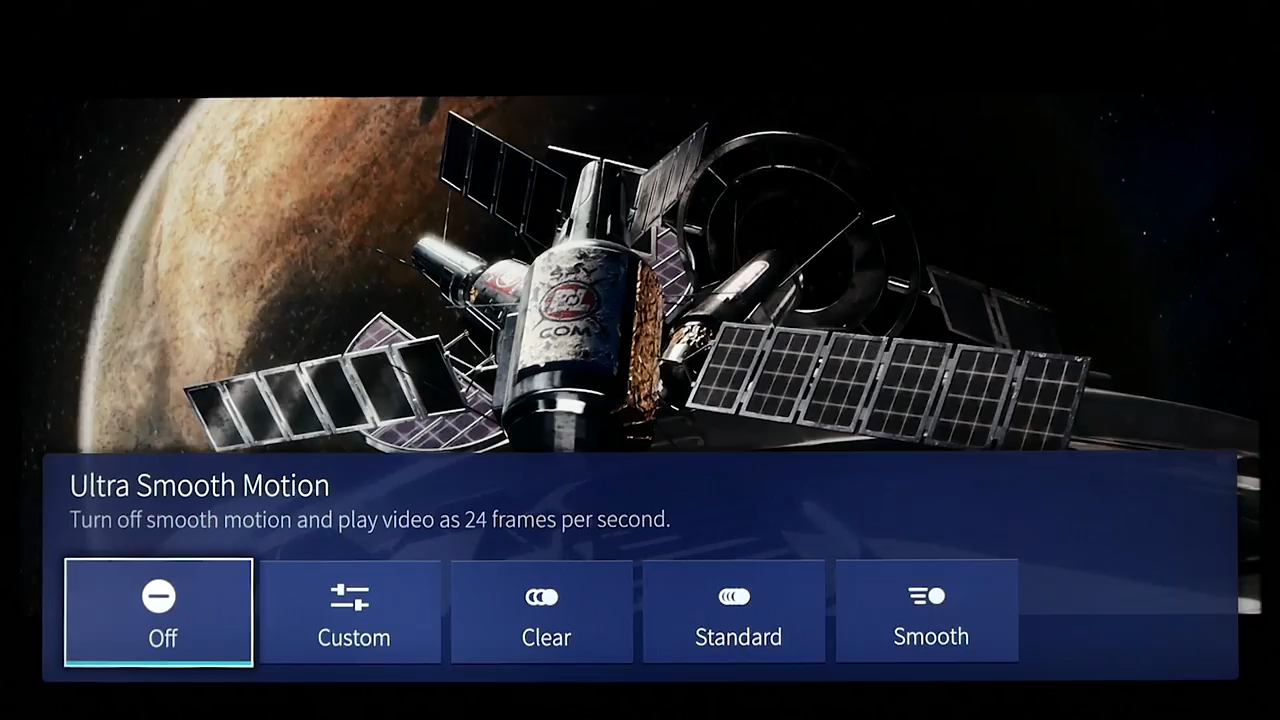 GOM
Ultra Smooth Motion
Turn off smooth motion and play video as 24 frames per second.
Off
Custom
Clear
Standard
Smooth